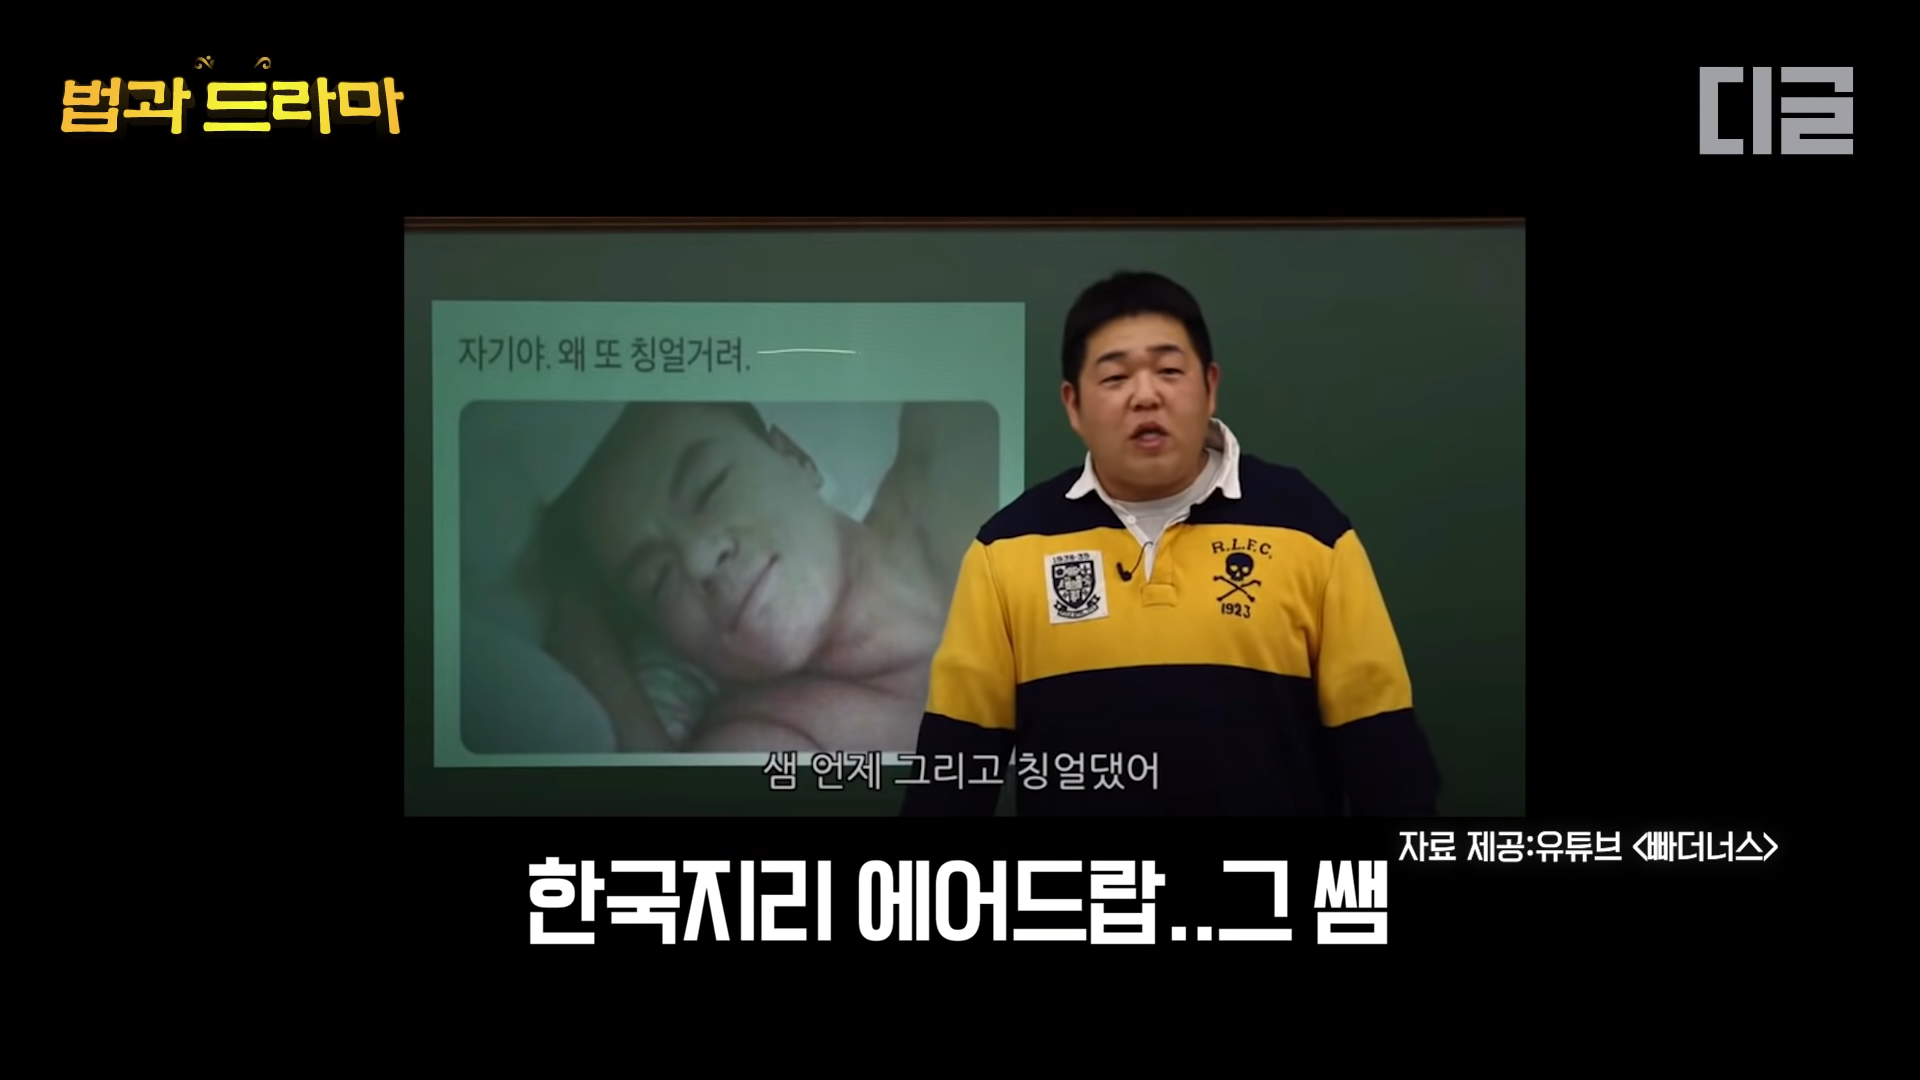 법과 드라마
디글
자기야. 왜 또 칭얼거려.
1938-39
R.L.F.C.
1923
샘 언제 그리고 칭얼댔어
자료 제공:유튜브 <빠더너스>
한국지리 에어드랍..그 쌤